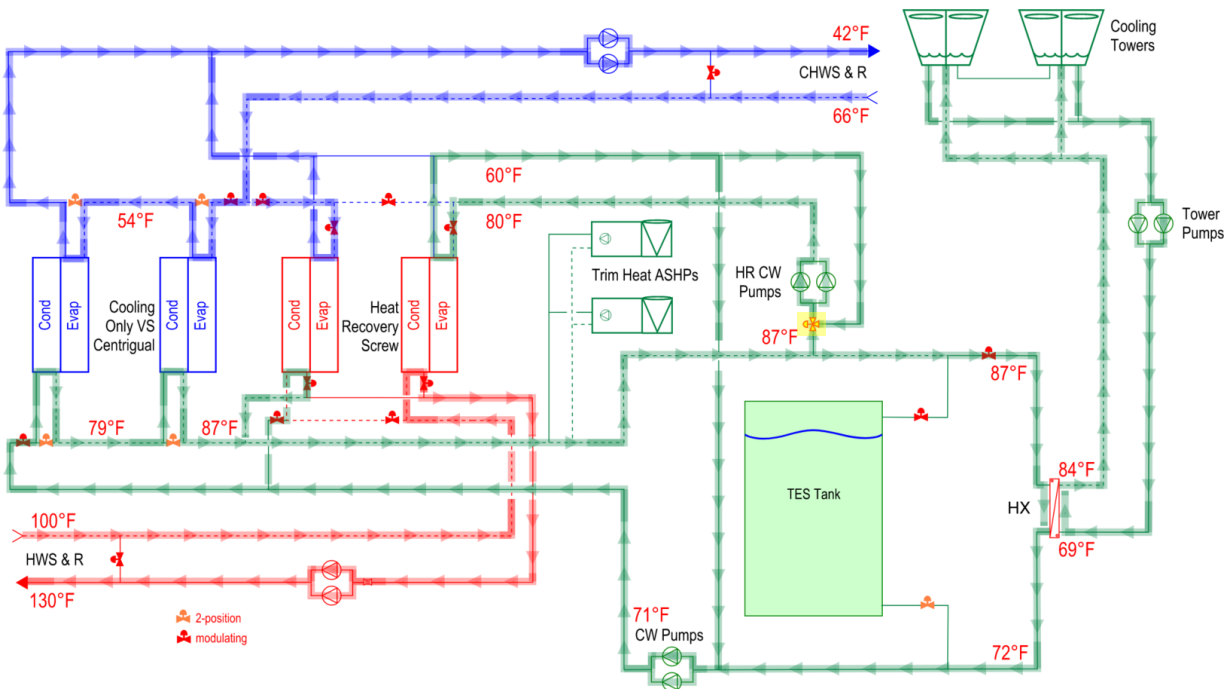 42°F
Cooling
Towers
CHWS & R
66°F
60°F
54°F
80°F
Tower
Pumps
Trim Heat ASHPs
HR CW
Pumps
Cond
Evap
Cooling
Only VS
Centrigual
Cond
Evap
Cond
Evap
Heat
Recovery
Screw
Cond
Evap
87°F
87°F
79°F
87°F
84°F
TES Tank
HX
100°F
69°F
HWS & R
130°F
2-position
71°F
modulating
CW Pumps
72°F